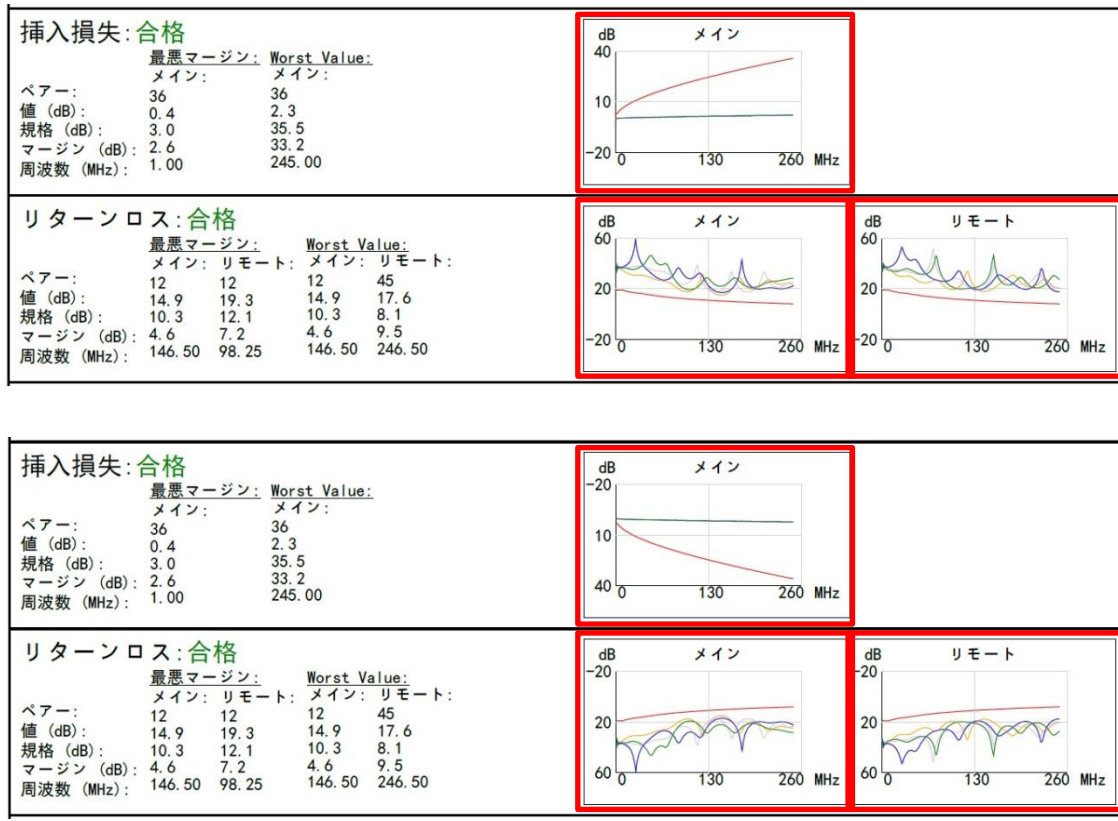 挿入損失:合格
最悪マージン: Worst Value:
メイン: メイン:
ペアー: 36 36
値 (dB): 0.4 2.3
規格 (dB): 3.0 35.5
マージン (dB): 2.6 33.2
周波数 (MHz): 1.00 245.00
dB メイン
40
10
-20
0 130 260 MHz
リターンロス:合格
最悪マージン: Worst Value:
メイン: リモート: メイン: リモート:
ペアー: 12 12 12 45
値 (dB): 14.9 19.3 14.9 17.6
規格 (dB): 10.3 12.1 10.3 8.1
マージン (dB): 4.6 7.2 4.6 9.5
周波数 (MHz): 146.50 98.25 146.50 246.50
dB メイン
60
20
-20
0 130 260 MHz
dB リモート
60
20
-20
0 130 260 MHz
挿入損失:合格
最悪マージン: Worst Value:
メイン: メイン:
ペアー: 36 36
値 (dB): 0.4 2.3
規格 (dB): 3.0 35.5
マージン (dB): 2.6 33.2
周波数 (MHz): 1.00 245.00
dB メイン
-20
10
40
0 130 260 MHz
リターンロス:合格
最悪マージン: Worst Value:
メイン: リモート: メイン: リモート:
ペアー: 12 12 12 45
値 (dB): 14.9 19.3 14.9 17.6
規格 (dB): 10.3 12.1 10.3 8.1
マージン (dB): 4.6 7.2 4.6 9.5
周波数 (MHz): 146.50 98.25 146.50 246.50
dB メイン
-20
20
60
0 130 260 MHz
dB リモート
-20
20
60
0 130 260 MHz